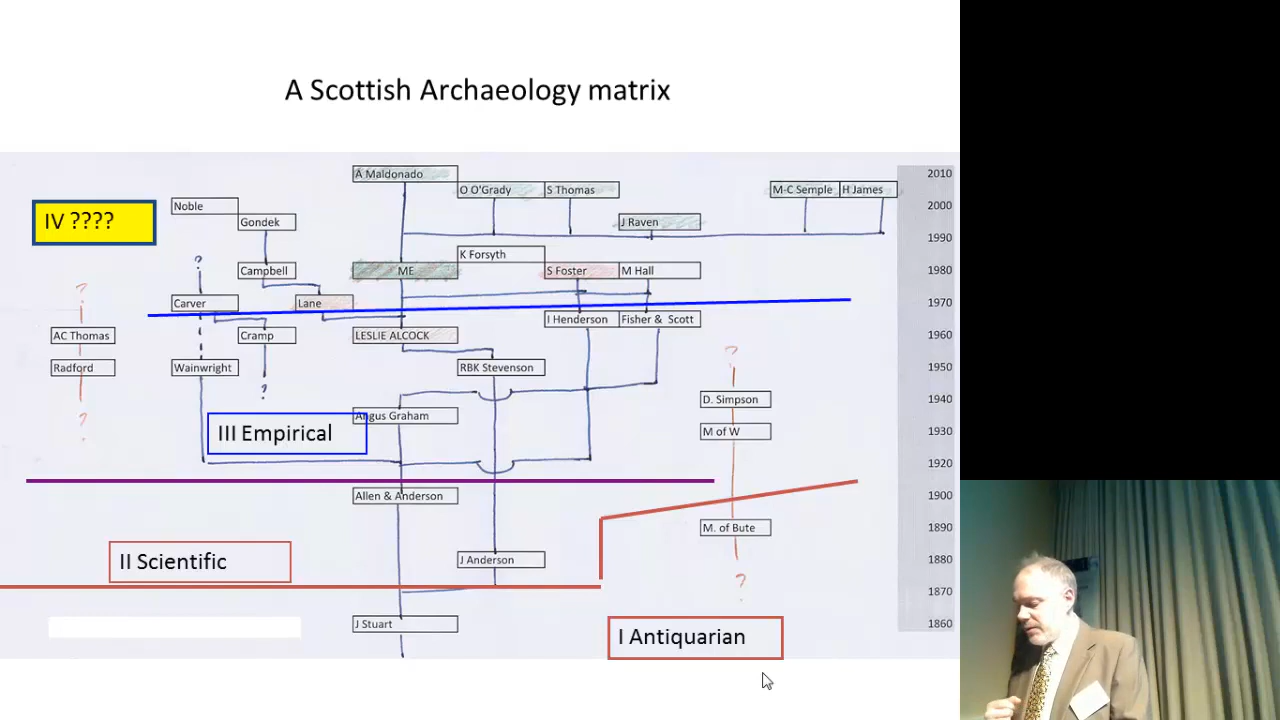 A Scottish Archaeology matrix
A Maldonado
2010
O O'Grady
S Thomas
M-C Semple
H James
IV ????
Noble
2000
Gondek
J Raven
1990
K Forsyth
?
Campbell
ME
S Foster
M Hall
1980
?
Carver
Lane
1970
I Henderson
Fisher & Scott
AC Thomas
Cramp
LESLIE ALCOCK
1960
?
Radford
Wainwright
RBK Stevenson
1950
?
D. Simpson
1940
?
Angus Graham
III Empirical
M of W
1930
1920
Allen & Anderson
1900
M. of Bute
1890
II Scientific
J Anderson
1880
?
1870
J Stuart
1860
I Antiquarian